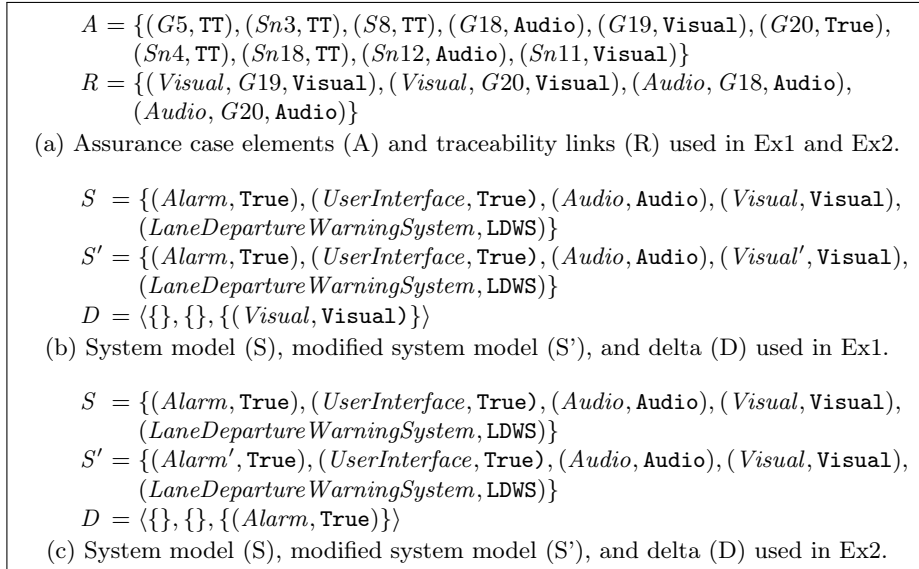 A = {(G5, TT), (Sn3, TT), (S8, TT), (G18, Audio), (G19, Visual), (G20, True),
(Sn4, TT), (Sn18, TT), (Sn12, Audio), (Sn11, Visual)}
R = {(Visual, G19, Visual), (Visual, G20, Visual), (Audio, G18, Audio),
(Audio, G20, Audio)}
(a) Assurance case elements (A) and traceability links (R) used in Ex1 and Ex2.
S = {(Alarm, True), (UserInterface, True), (Audio, Audio), (Visual, Visual),
(LaneDepartureWarningSystem, LDWS)}
S′ = {(Alarm, True), (UserInterface, True), (Audio, Audio), (Visual′, Visual),
(LaneDepartureWarningSystem, LDWS)}
D = ⟨{}, {}, {(Visual, Visual)}⟩
(b) System model (S), modified system model (S’), and delta (D) used in Ex1.
S = {(Alarm, True), (UserInterface, True), (Audio, Audio), (Visual, Visual),
(LaneDepartureWarningSystem, LDWS)}
S′ = {(Alarm′, True), (UserInterface, True), (Audio, Audio), (Visual, Visual),
(LaneDepartureWarningSystem, LDWS)}
D = ⟨{}, {}, {(Alarm, True)}⟩
(c) System model (S), modified system model (S’), and delta (D) used in Ex2.